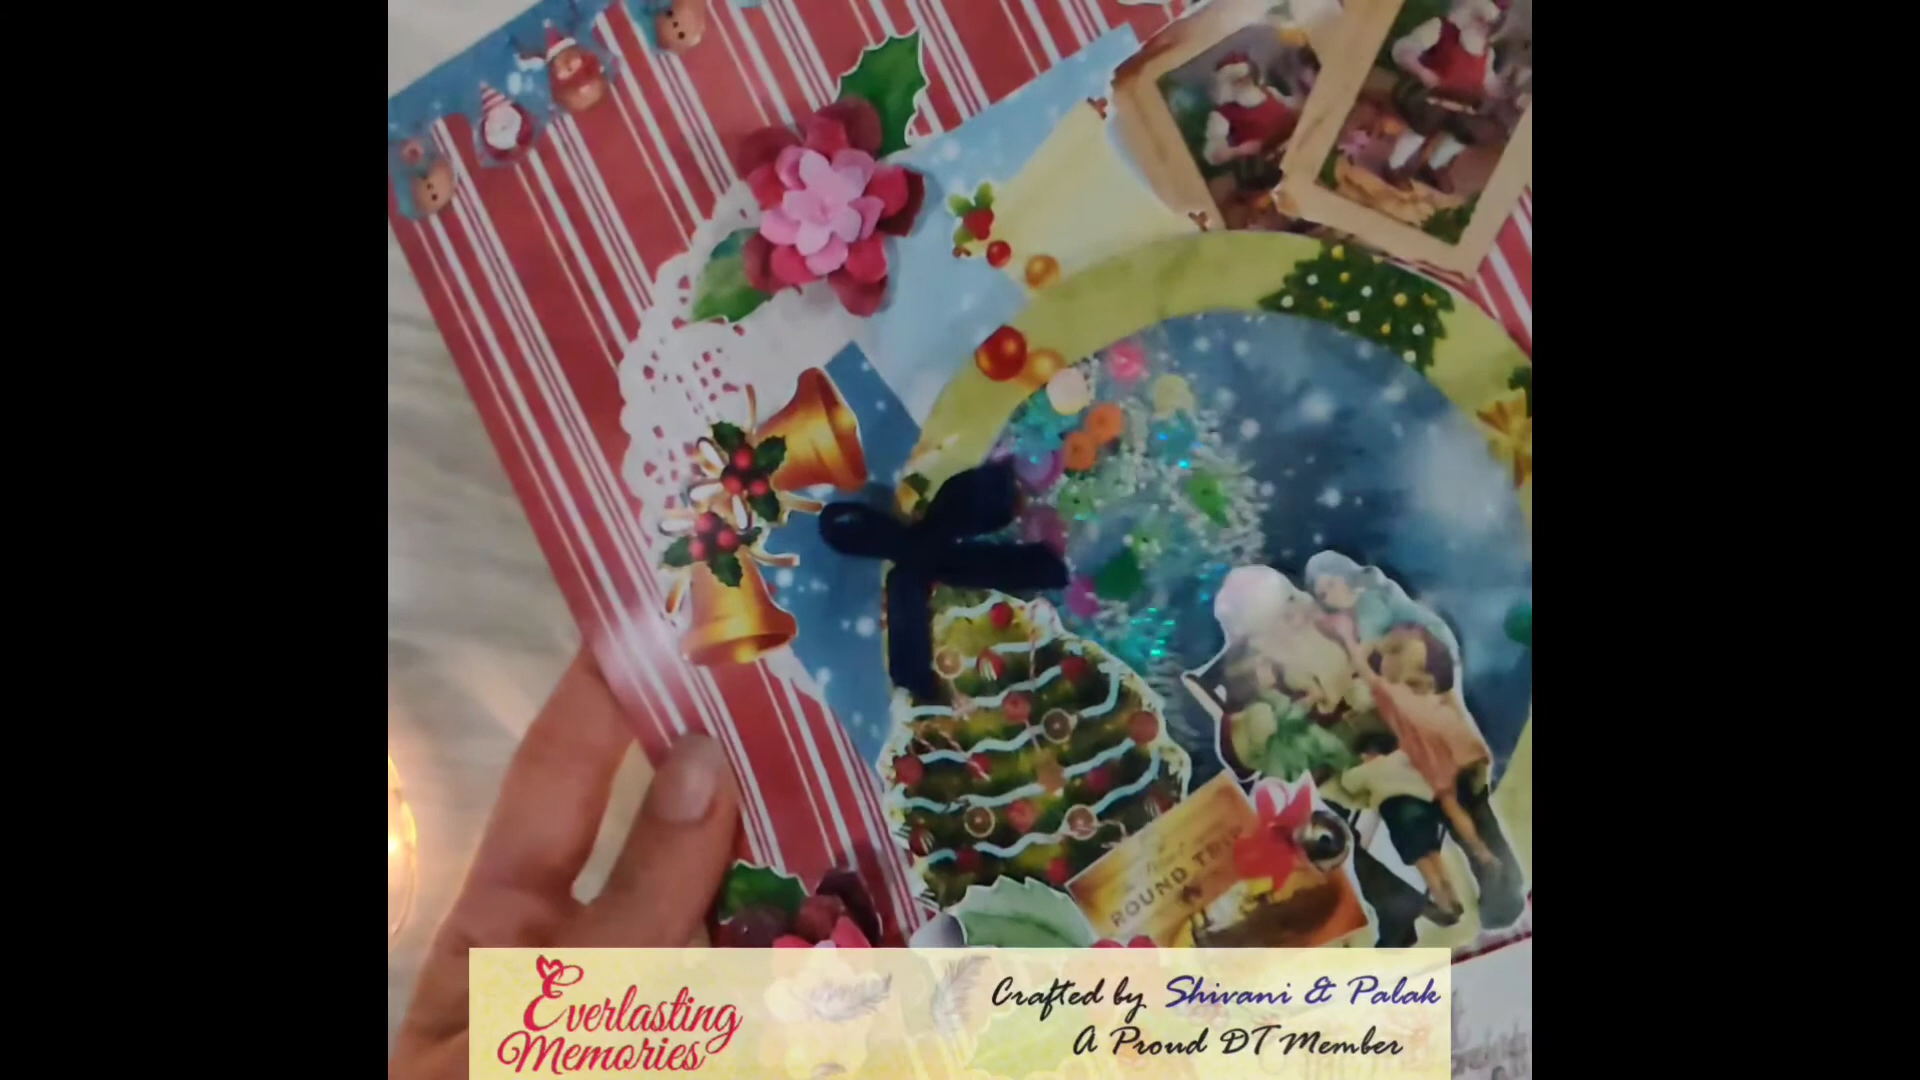 ROUND TRIP
Everlasting
Memories
Crafted by Shivani & Palak
A Proud DT Member